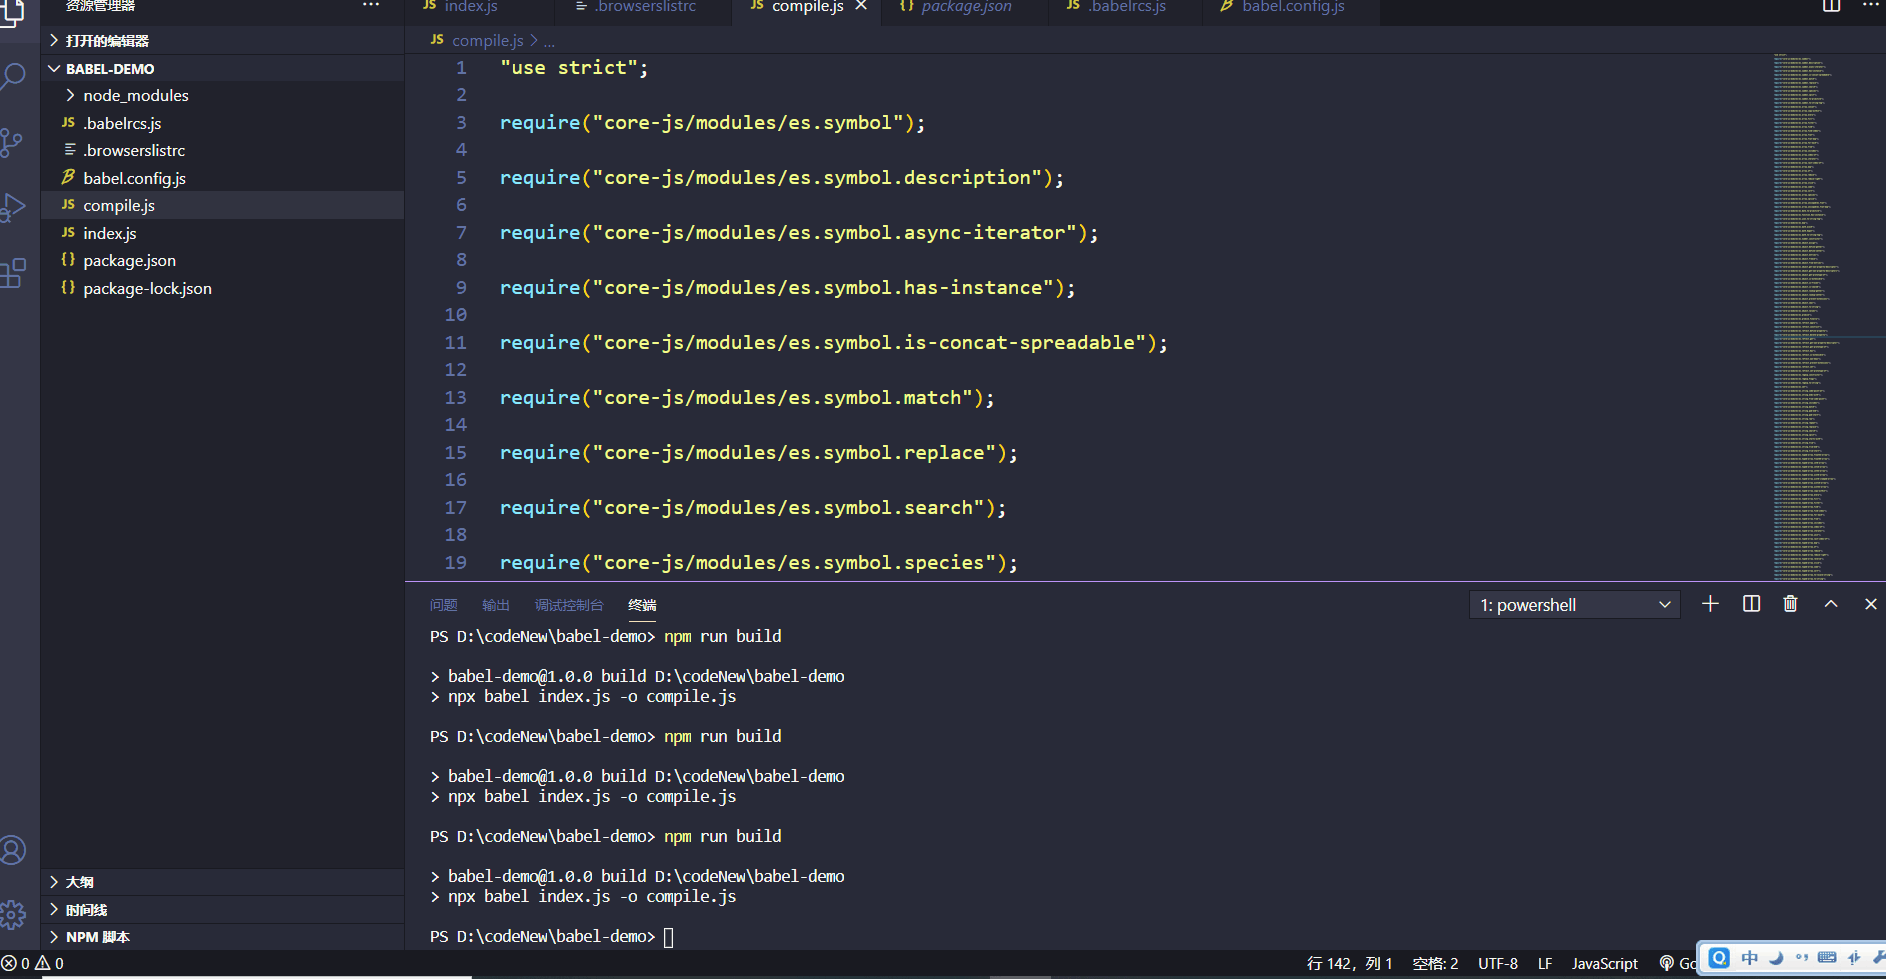 资源管理器
···
打开的编辑器
BABEL-DEMO
node_modules
JS .babelrcs.js
.browserslistrc
babel.config.js
JS compile.js
JS index.js
{} package.json
{} package-lock.json
大纲
时间线
NPM 脚本
JS index.js
.browserslistrc
JS compile.js
{} package.json
JS .babelrcs.js
babel.config.js
JS compile.js > ...
1 "use strict";
2
3 require("core-js/modules/es.symbol");
4
5 require("core-js/modules/es.symbol.description");
6
7 require("core-js/modules/es.symbol.async-iterator");
8
9 require("core-js/modules/es.symbol.has-instance");
10
11 require("core-js/modules/es.symbol.is-concat-spreadable");
12
13 require("core-js/modules/es.symbol.match");
14
15 require("core-js/modules/es.symbol.replace");
16
17 require("core-js/modules/es.symbol.search");
18
19 require("core-js/modules/es.symbol.species");
问题 输出 调试控制台 终端
1: powershell
PS D:\codeNew\babel-demo> npm run build
> babel-demo@1.0.0 build D:\codeNew\babel-demo
> npx babel index.js -o compile.js
PS D:\codeNew\babel-demo> npm run build
> babel-demo@1.0.0 build D:\codeNew\babel-demo
> npx babel index.js -o compile.js
PS D:\codeNew\babel-demo> npm run build
> babel-demo@1.0.0 build D:\codeNew\babel-demo
> npx babel index.js -o compile.js
PS D:\codeNew\babel-demo>
0 0
行 142，列 1 空格: 2 UTF-8 LF JavaScript Go
中